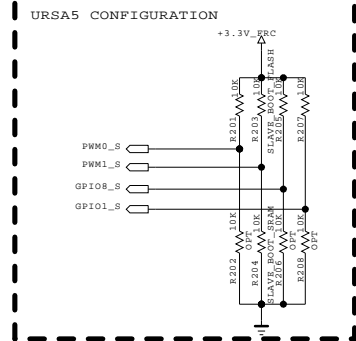 URSA5 CONFIGURATION
+3.3V_FRC
10K
R201
10K
R203
SLAVE_BOOT_FLASH
10K
R205
10K
R207
PWM0_S
PWM1_S
GPIO8_S
GPIO1_S
10K
OPT
R202
10K
R204
SLAVE_BOOT_SRAM
10K
OPT
R206
10K
OPT
R208